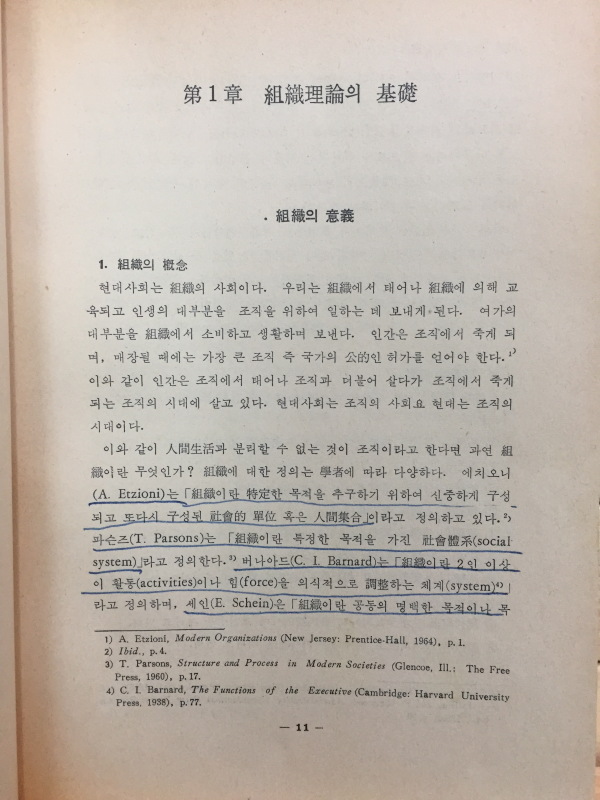 第1章 組織理論의 基礎
. 組織의 意義
1. 組織의 槪念
현대사회는 組織의 사회이다. 우리는 組織에서 태어나 組織에 의해 교
육되고 인생의 대부분을 조직을 위하여 일하는 데 보내게 된다. 여가의
대부분을 組織에서 소비하고 생활하며 보낸다. 인간은 조직에서 죽게 되
며, 매장될 때에는 가장 큰 조직 즉 국가의 公的인 허가를 얻어야 한다.1)
이와 같이 인간은 조직에서 태어나 조직과 더불어 살다가 조직에서 죽게
되는 조직의 시대에 살고 있다. 현대사회는 조직의 사회요 현대는 조직의
시대이다.
이와 같이 人間生活과 분리할 수 없는 것이 조직이라고 한다면 과연 組
織이란 무엇인가? 組織에 대한 정의는 學者에 따라 다양하다. 에치오니
(A. Etzioni)는「組織이란 特定한 목적을 추구하기 위하여 신중하게 구성
되고 또다시 구성된 社會的 單位 혹은 人間集合」이라고 정의하고 있다.2)
파슨즈(T. Parsons)는 「組織이란 특정한 목적을 가진 社會體系(social
system)」라고 정의한다.3) 버나아드(C. I. Barnard)는「組織이란 2인 이상
이 활동(activities)이나 힘(force)을 의식적으로 調整하는 체계(system)4)」
라고 정의하며, 세인(E. Schein)은「組織이란 공동의 명백한 목적이나 목
1) A. Etzioni, Modern Organizations (New Jersey: Prentice-Hall, 1964), p. 1.
2) Ibid., p. 4.
3) T. Parsons, Structure and Process in Modern Societies (Glencoe, Ill.: The Free
Press, 1960), p. 17.
4) C. I. Barnard, The Functions of the Executive (Cambridge: Harvard University
Press, 1938), p. 77.
— 11 —